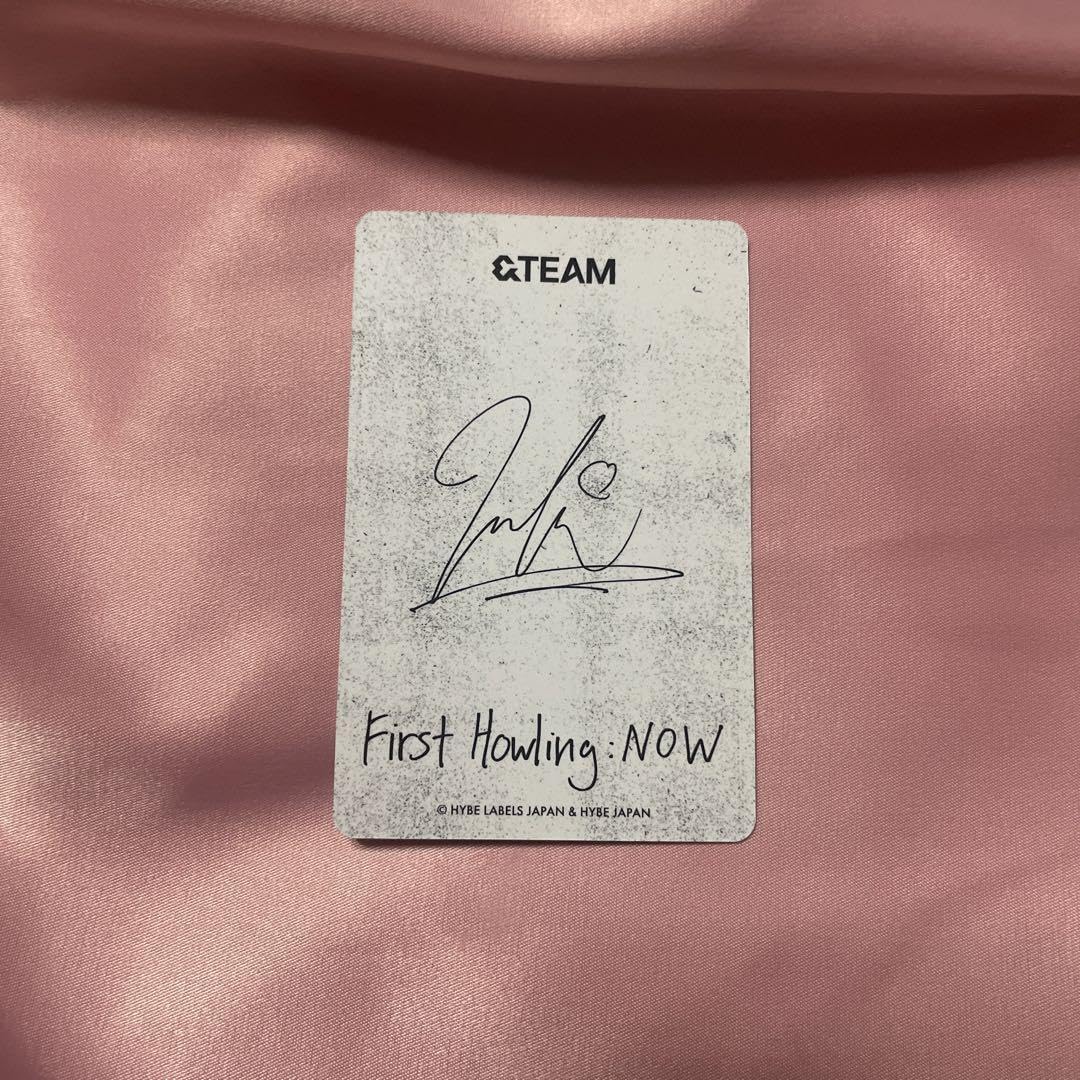 &TEAM
First Howling: NOW
© HYBE LABELS JAPAN & HYBE JAPAN